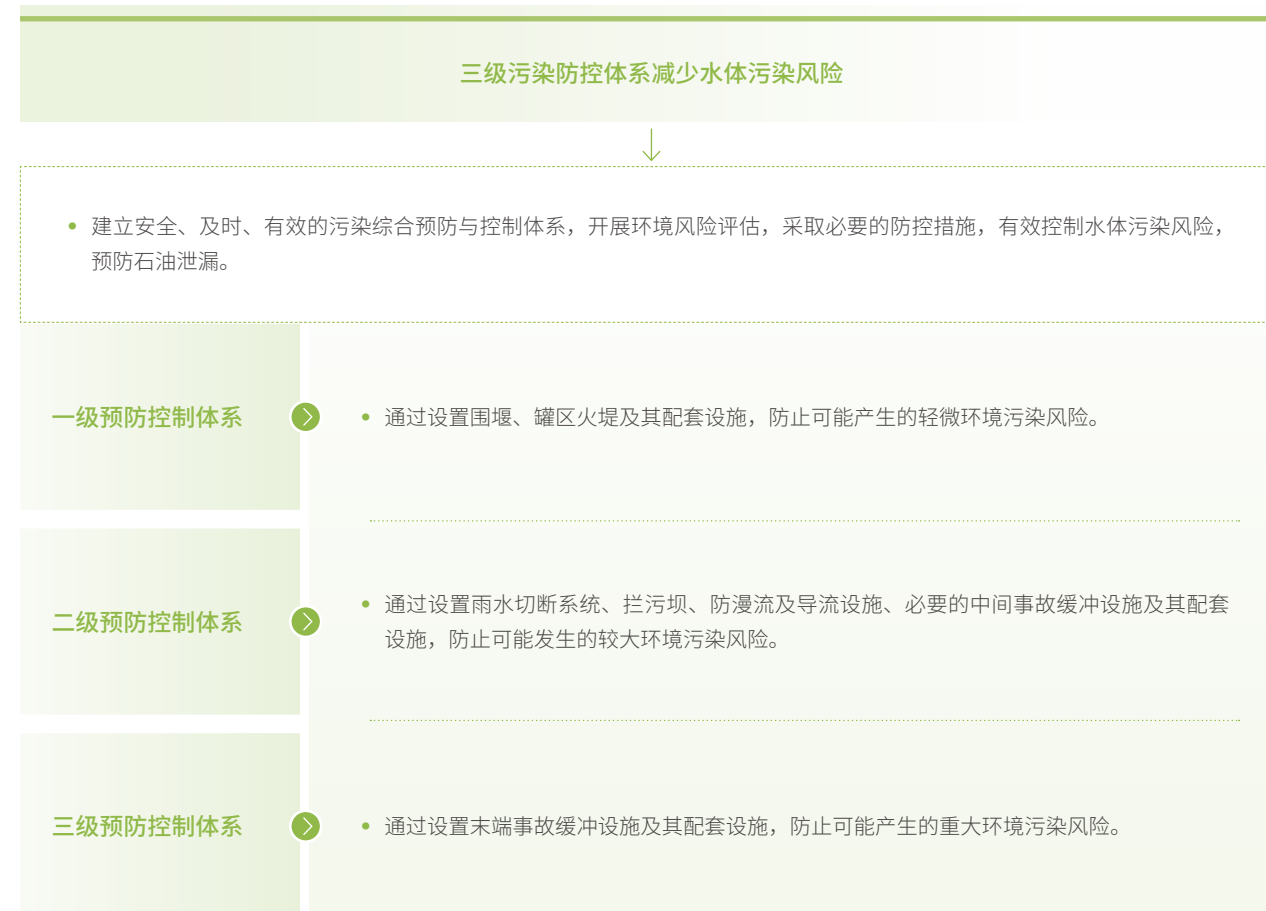 三级污染防控体系减少水体污染风险
• 建立安全、及时、有效的污染综合预防与控制体系，开展环境风险评估，采取必要的防控措施，有效控制水体污染风险，
预防石油泄漏。
一级预防控制体系
• 通过设置围堰、罐区火堤及其配套设施，防止可能产生的轻微环境污染风险。
二级预防控制体系
• 通过设置雨水切断系统、拦污坝、防漫流及导流设施、必要的中间事故缓冲设施及其配套
设施，防止可能发生的较大环境污染风险。
三级预防控制体系
• 通过设置末端事故缓冲设施及其配套设施，防止可能产生的重大环境污染风险。